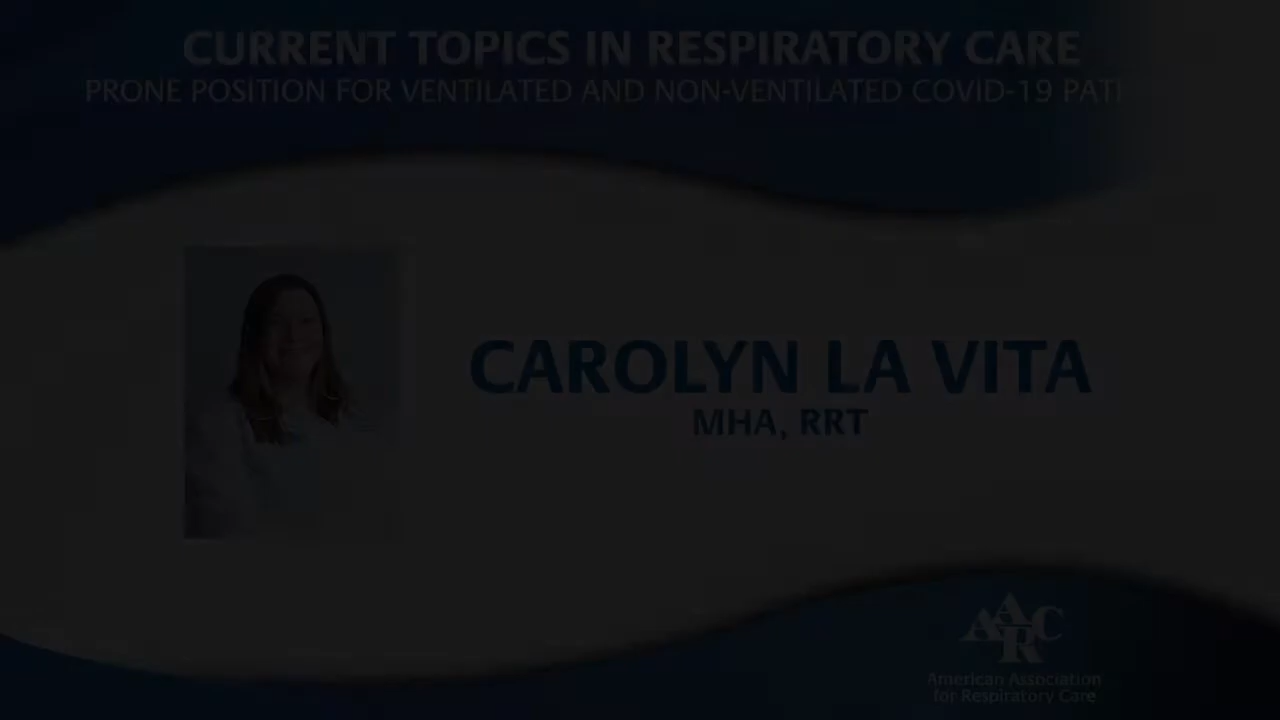 CURRENT TOPICS IN RESPIRATORY CARE
PRONE POSITION FOR VENTILATED AND NON-VENTILATED COVID-19 PATI
CAROLYN LA VITA
MHA, RRT
AARC
American Association
for Respiratory Care